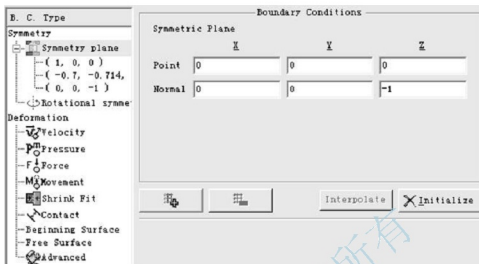 B. C. Type
Symmetry
Symmetry plane
( 1, 0, 0 )
( -0.7, -0.714,
( 0, 0, -1 )
Rotational symme
Deformation
Velocity
Pressure
Force
Movement
Shrink Fit
Contact
Beginning Surface
Free Surface
Advanced
Boundary Conditions
Symmetric Plane
X Y Z
Point 0 0 0
Normal 0 0 -1
Interpolate Initialize
所有